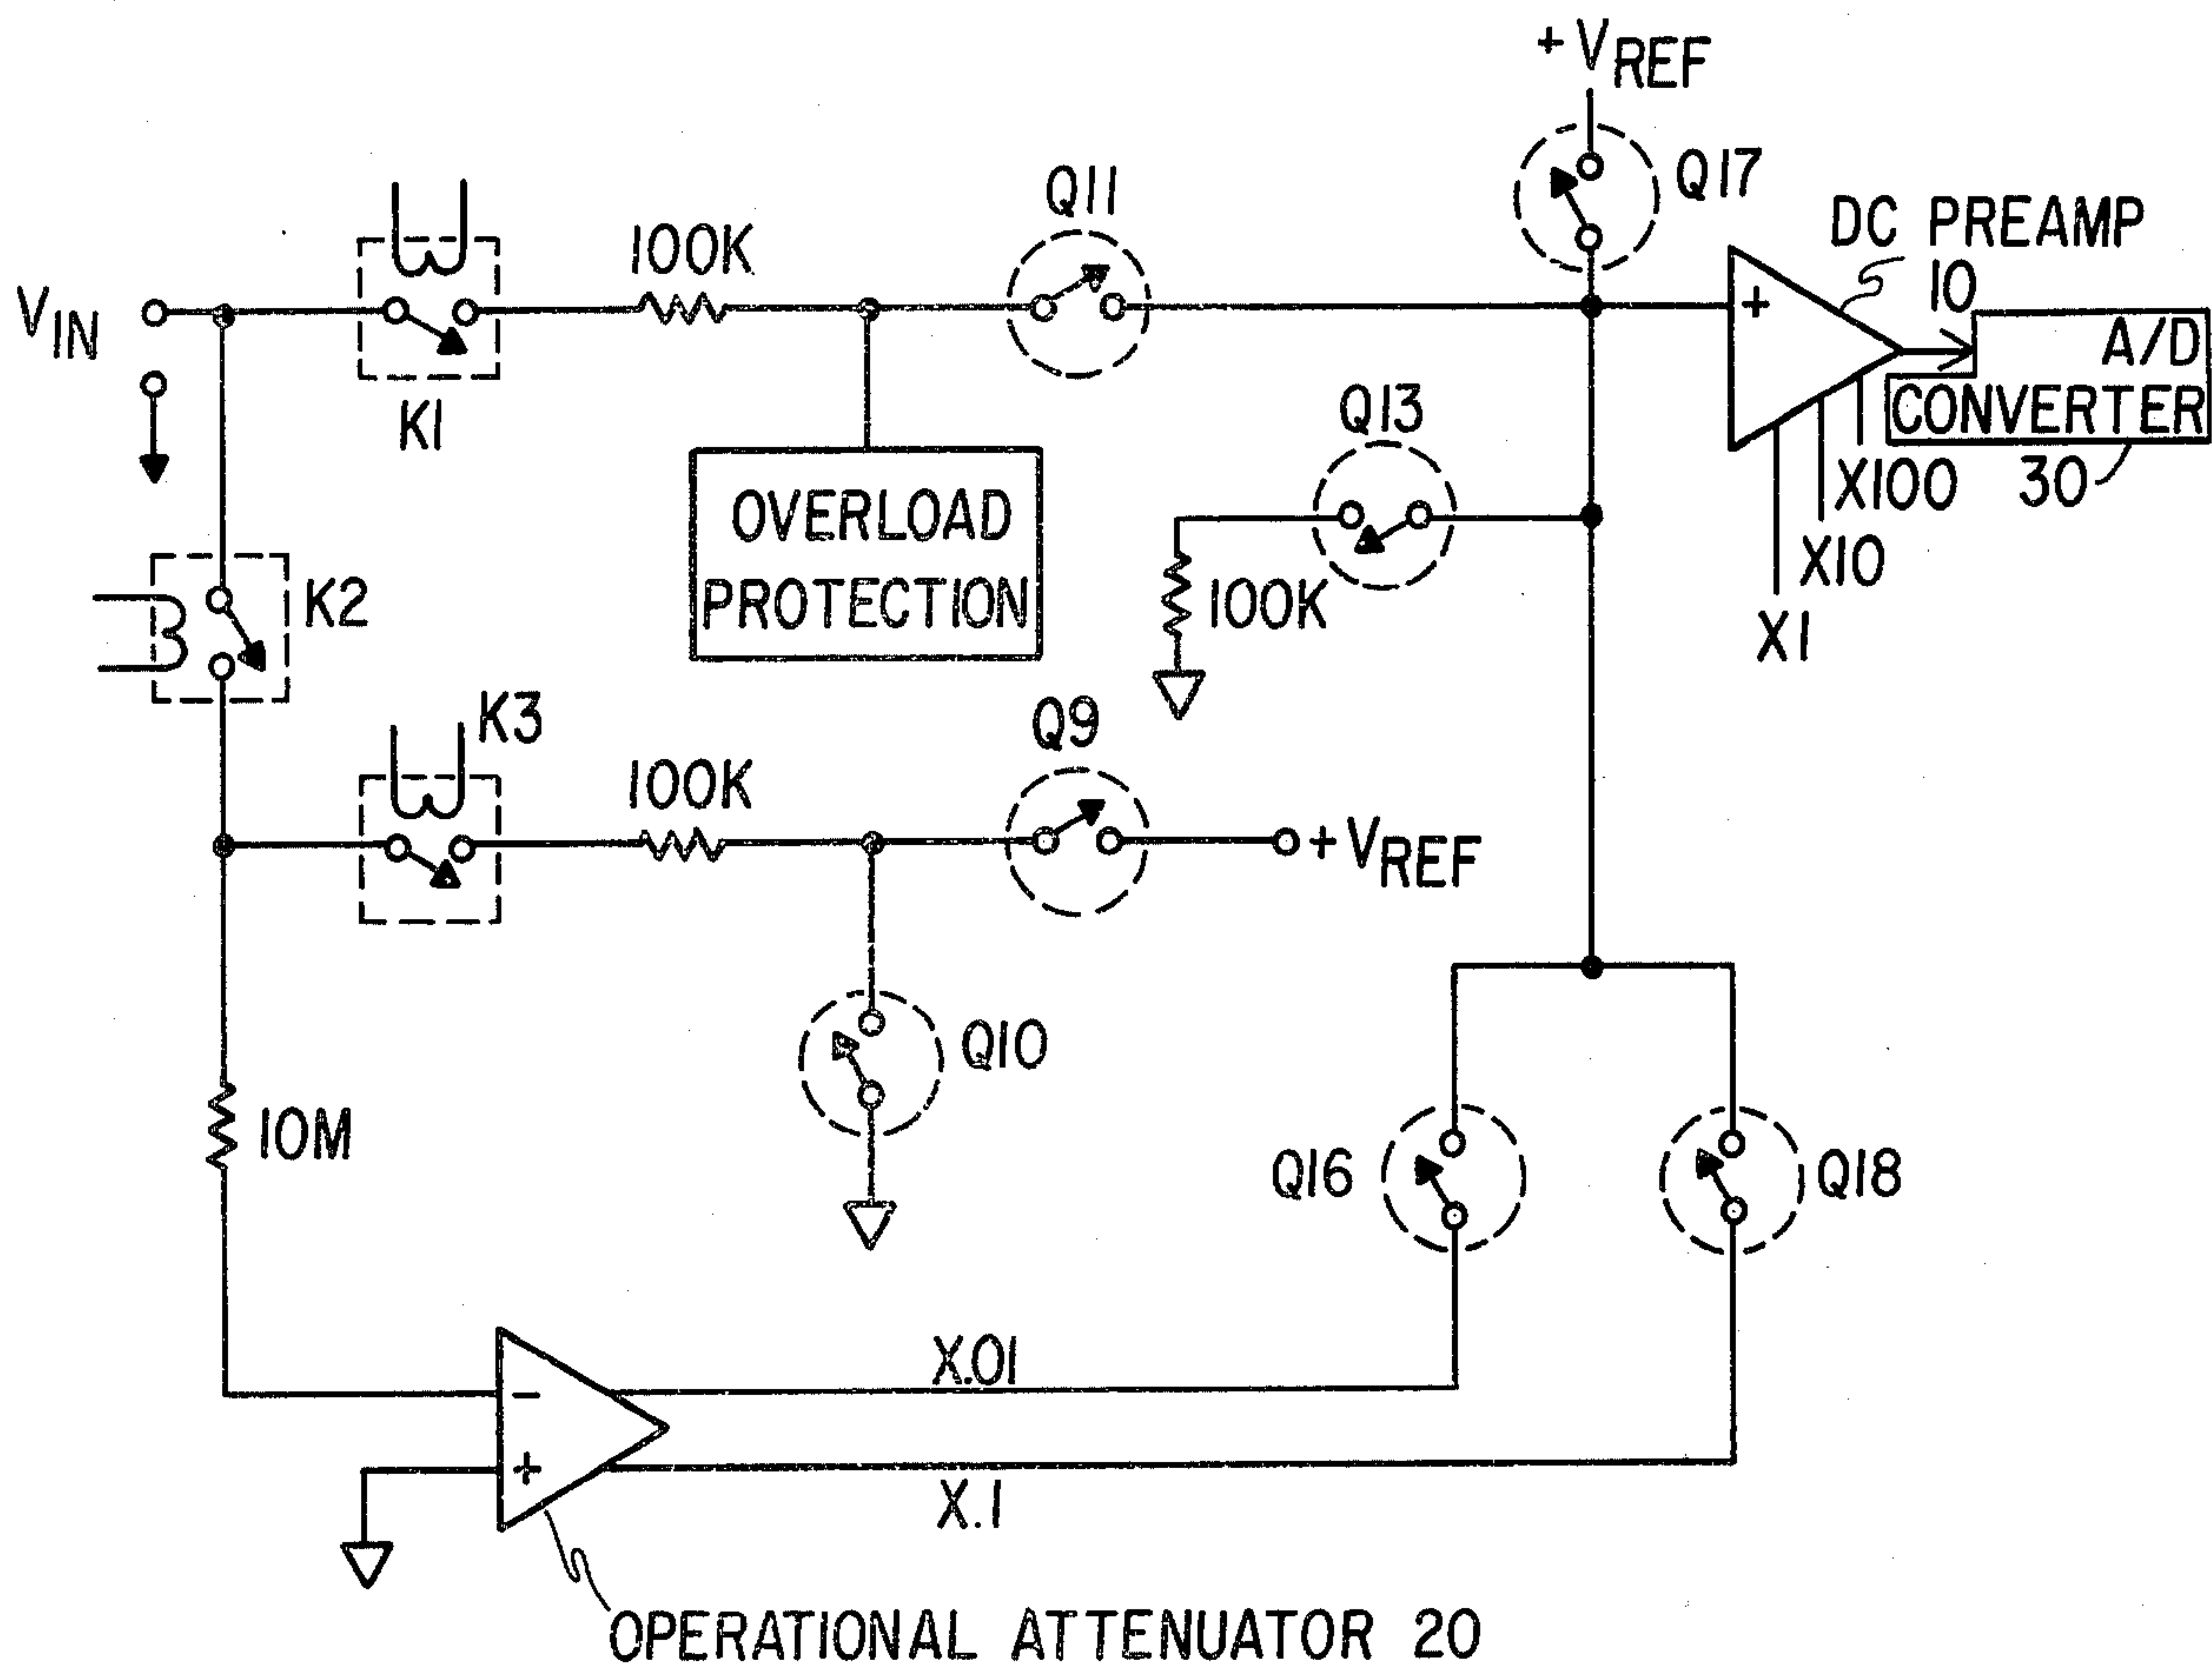 +VREF
Q17
Q11
DC PREAMP
10
100K
VIN
+
A/D
CONVERTER
K1
Q13
X100
30
OVERLOAD
PROTECTION
X10
K2
100K
X1
K3
Q9
100K
+VREF
Q10
10M
Q16
Q18
X.01
−
+
X.1
OPERATIONAL ATTENUATOR 20